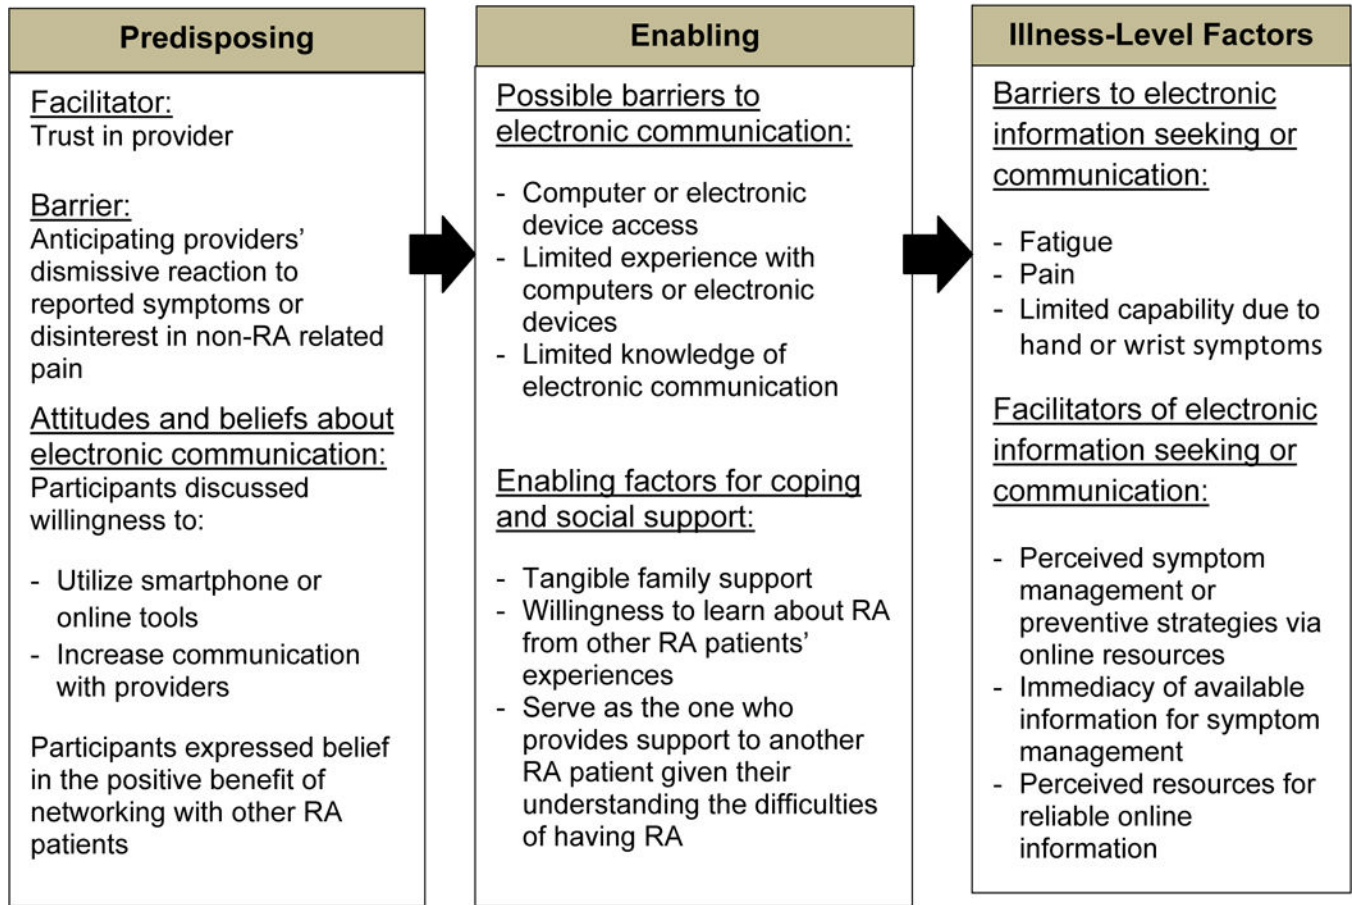 Predisposing
Facilitator:
Trust in provider
Barrier:
Anticipating providers’
dismissive reaction to
reported symptoms or
disinterest in non-RA related
pain
Attitudes and beliefs about
electronic communication:
Participants discussed
willingness to:
- Utilize smartphone or
online tools
- Increase communication
with providers
Participants expressed belief
in the positive benefit of
networking with other RA
patients
Enabling
Possible barriers to
electronic communication:
- Computer or electronic
device access
- Limited experience with
computers or electronic
devices
- Limited knowledge of
electronic communication
Enabling factors for coping
and social support:
- Tangible family support
- Willingness to learn about RA
from other RA patients’
experiences
- Serve as the one who
provides support to another
RA patient given their
understanding the difficulties
of having RA
Illness-Level Factors
Barriers to electronic
information seeking or
communication:
- Fatigue
- Pain
- Limited capability due to
hand or wrist symptoms
Facilitators of electronic
information seeking or
communication:
- Perceived symptom
management or
preventive strategies via
online resources
- Immediacy of available
information for symptom
management
- Perceived resources for
reliable online
information